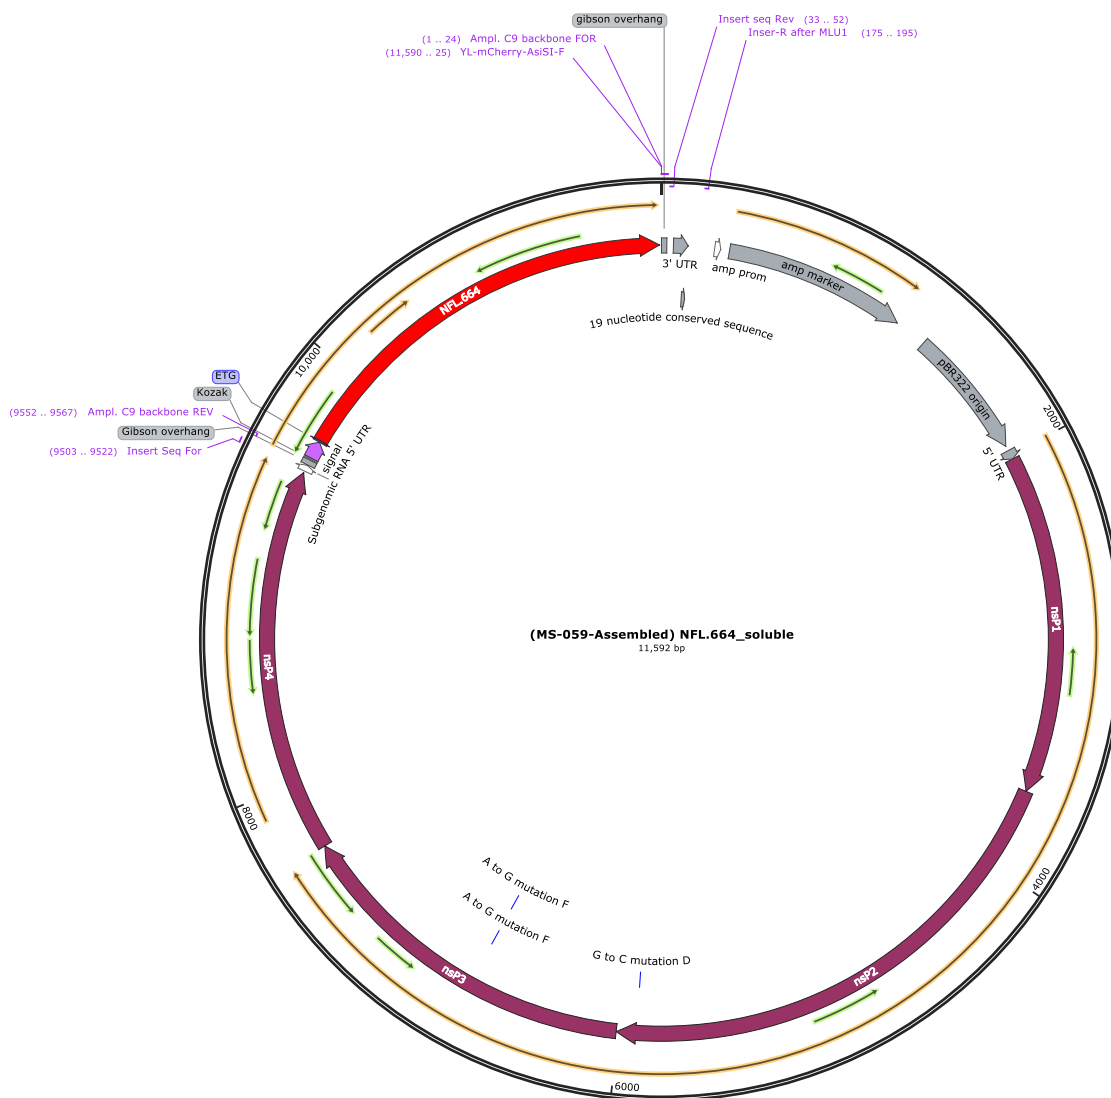 gibson overhang
Insert seq Rev (33 .. 52)
Inser-R after MLU1 (175 .. 195)
(1 .. 24) Ampl. C9 backbone FOR
(11,590 .. 25) YL-mCherry-AsiSI-F
3' UTR
amp prom
amp marker
19 nucleotide conserved sequence
pBR322 origin
2000
5' UTR
NFL.664
10,000
ETG
Kozak
(9552 .. 9567) Ampl. C9 backbone REV
Gibson overhang
(9503 .. 9522) Insert Seq For
signal
Subgenomic RNA 5' UTR
nsP1
(MS-059-Assembled) NFL.664_soluble
11,592 bp
nsP4
8000
A to G mutation F
A to G mutation F
G to C mutation D
4000
nsP2
nsP3
6000